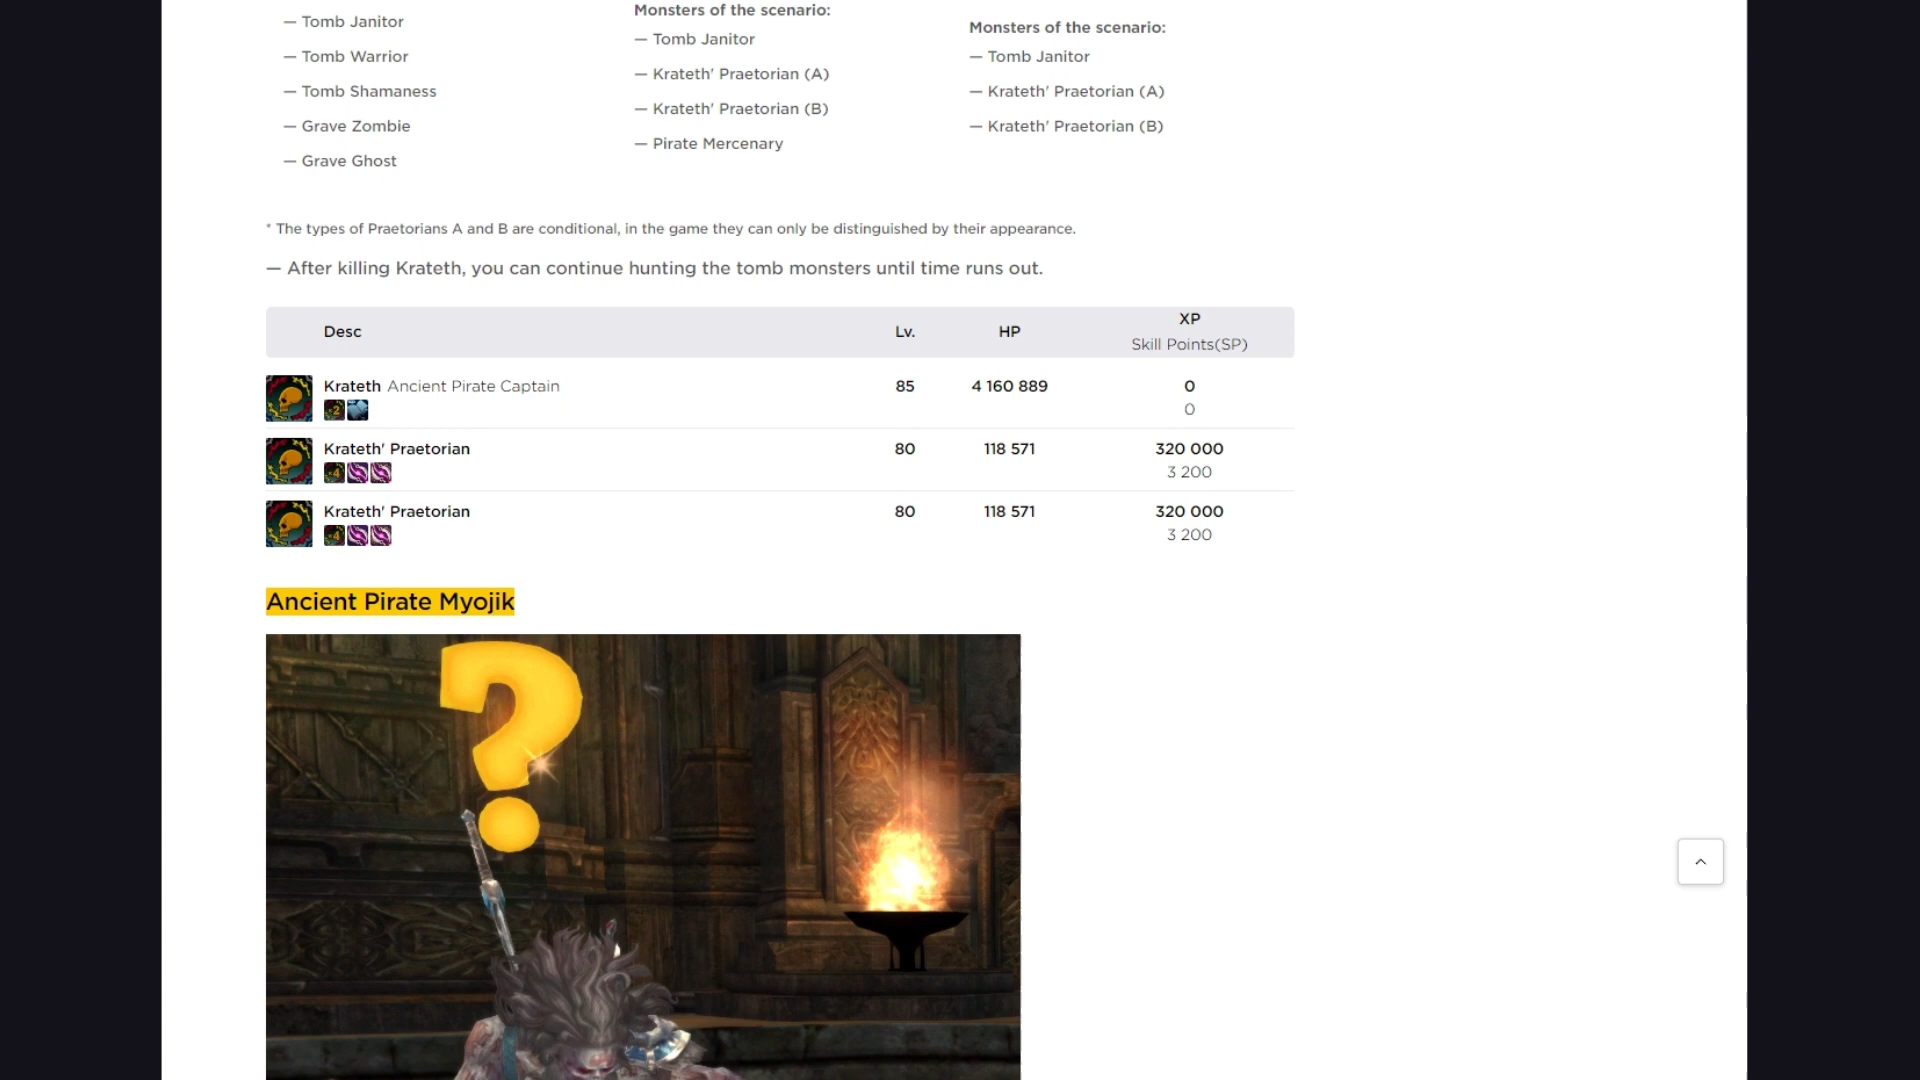 — Tomb Janitor
— Tomb Warrior
— Tomb Shamaness
— Grave Zombie
— Grave Ghost
Monsters of the scenario:
— Tomb Janitor
— Krateth' Praetorian (A)
— Krateth' Praetorian (B)
— Pirate Mercenary
Monsters of the scenario:
— Tomb Janitor
— Krateth' Praetorian (A)
— Krateth' Praetorian (B)
* The types of Praetorians A and B are conditional, in the game they can only be distinguished by their appearance.
— After killing Krateth, you can continue hunting the tomb monsters until time runs out.
Desc Lv. HP XP
Skill Points(SP)
Krateth Ancient Pirate Captain 85 4 160 889 0
×2 0
Krateth' Praetorian 80 118 571 320 000
×4 3 200
Krateth' Praetorian 80 118 571 320 000
×4 3 200
Ancient Pirate Myojik
?